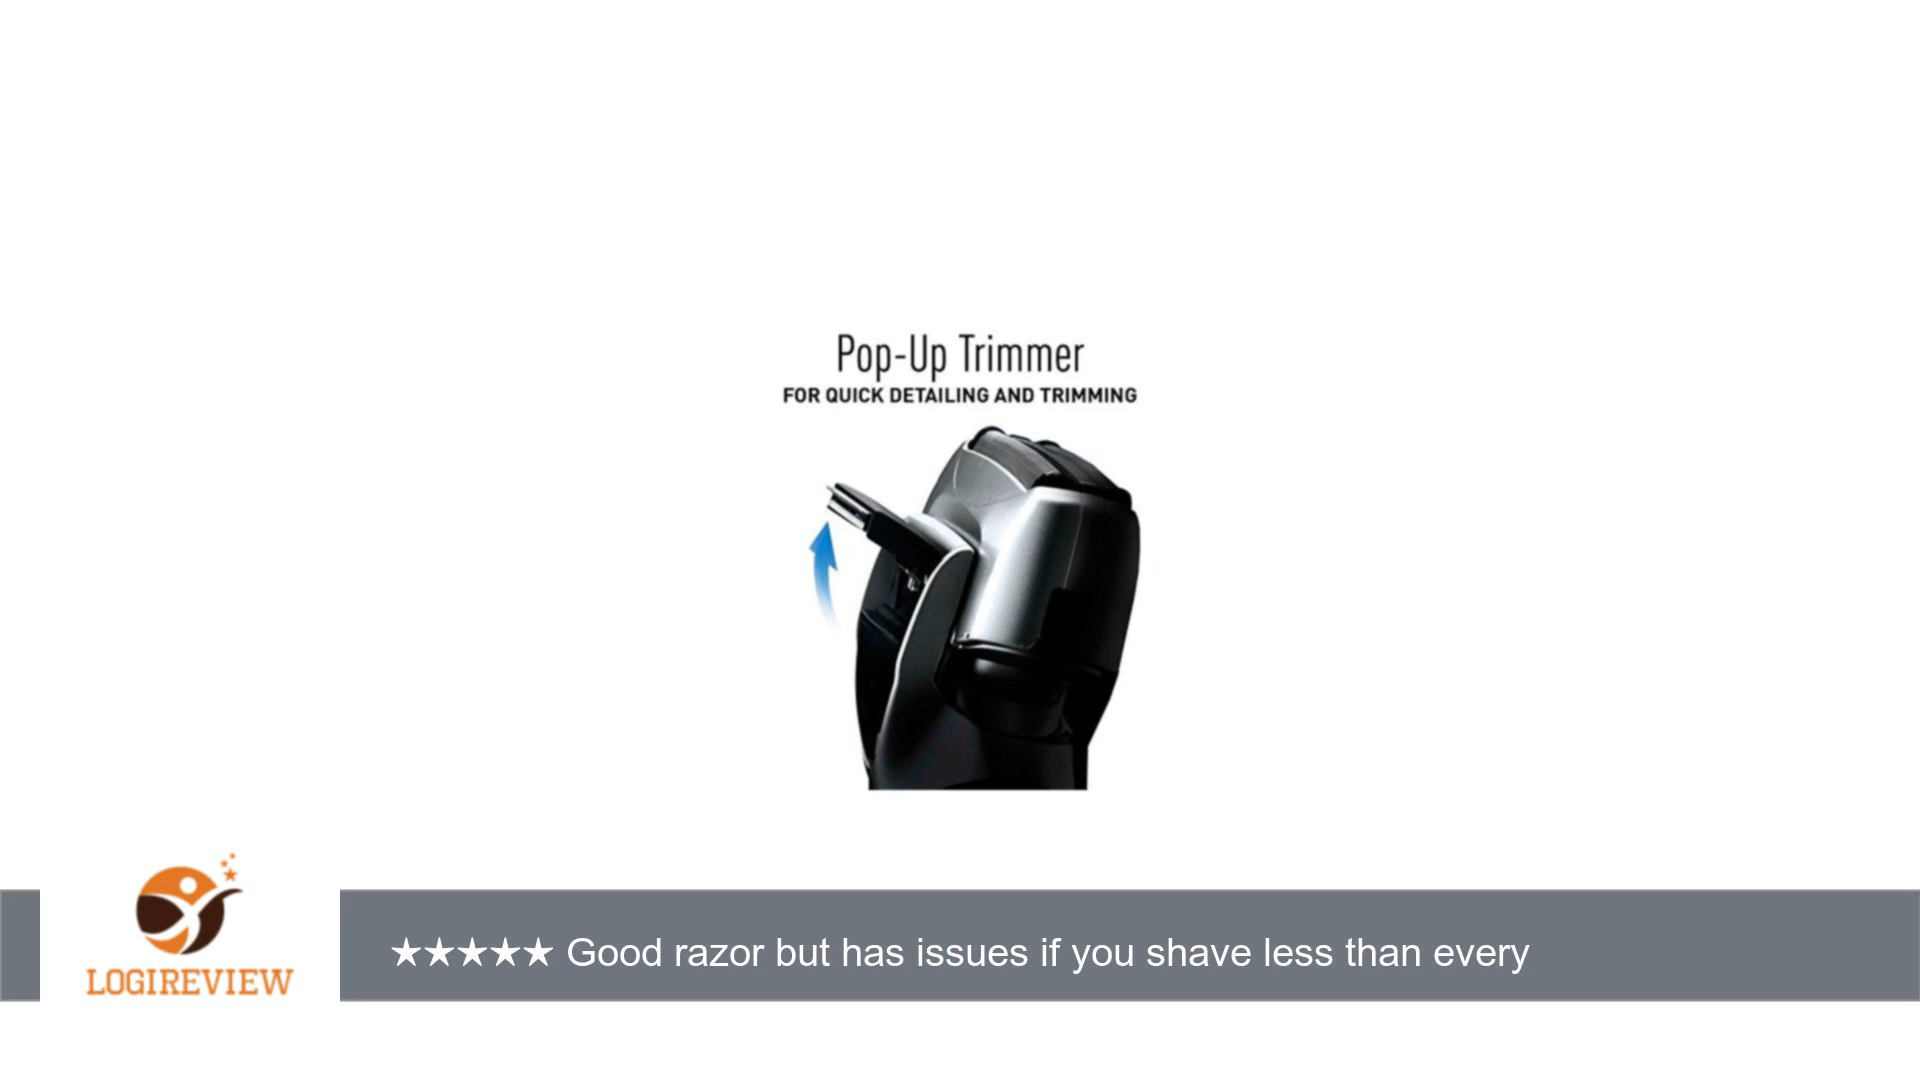 Pop-Up Trimmer
FOR QUICK DETAILING AND TRIMMING
LOGIREVIEW
★★★★★ Good razor but has issues if you shave less than every